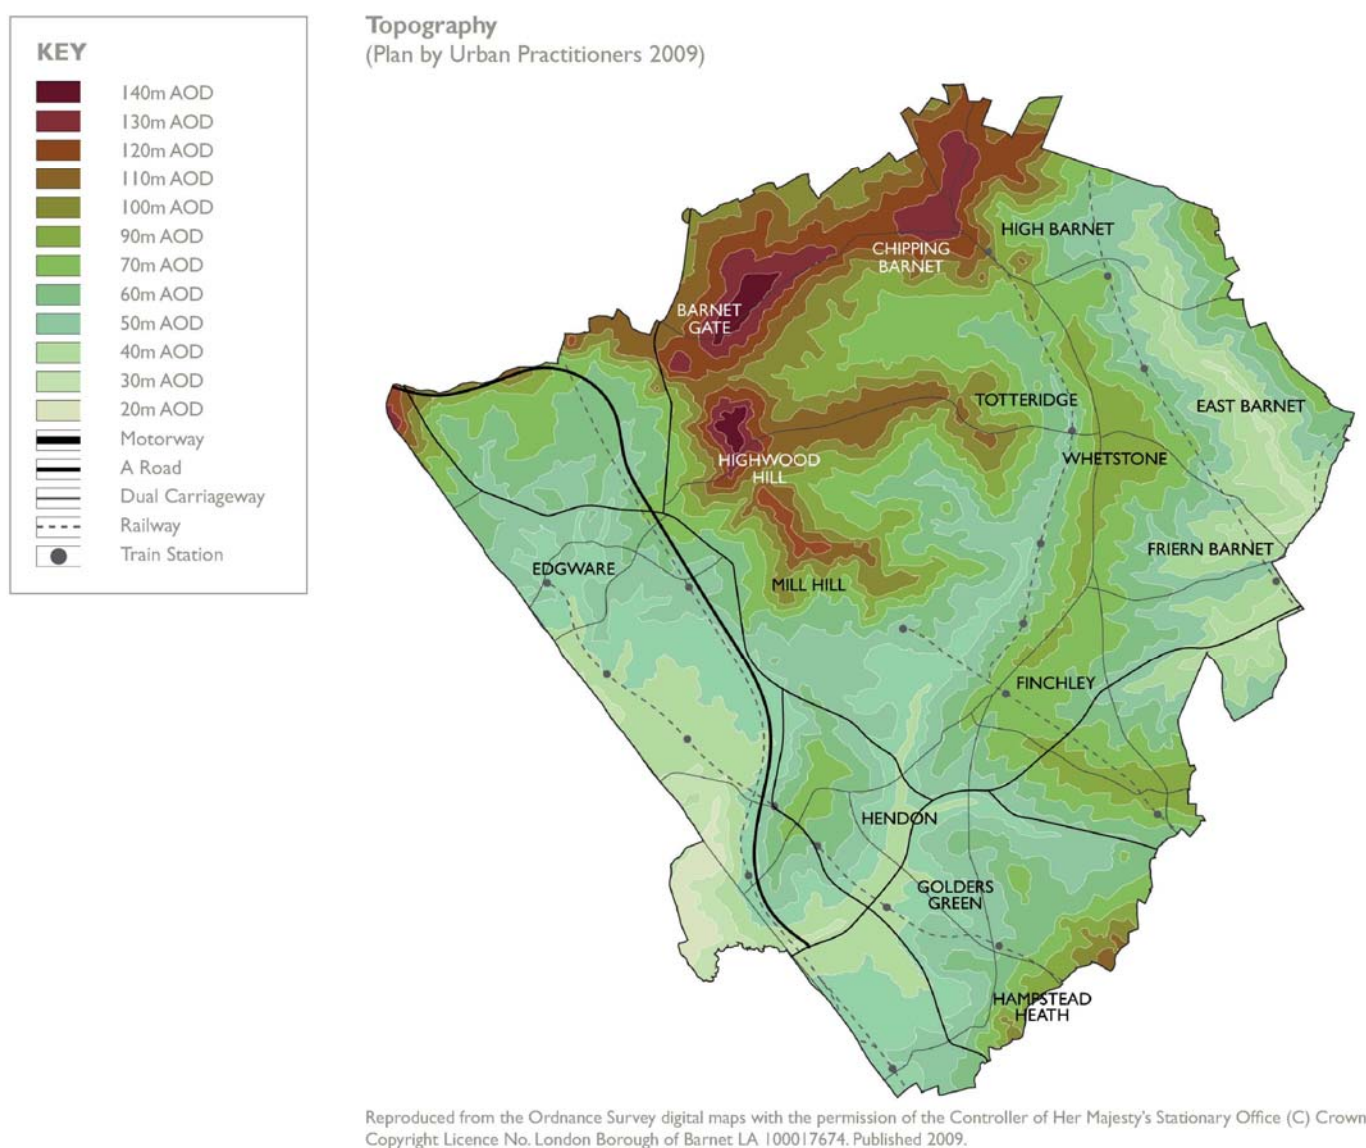 Topography
(Plan by Urban Practitioners 2009)
KEY
140m AOD
130m AOD
120m AOD
110m AOD
100m AOD
90m AOD
70m AOD
60m AOD
50m AOD
40m AOD
30m AOD
20m AOD
Motorway
A Road
Dual Carriageway
Railway
Train Station
HIGH BARNET
CHIPPING
BARNET
BARNET
GATE
TOTTERIDGE
EAST BARNET
HIGHWOOD
HILL
WHETSTONE
FRIERN BARNET
EDGWARE
MILL HILL
FINCHLEY
HENDON
GOLDERS
GREEN
HAMPSTEAD
HEATH
Reproduced from the Ordnance Survey digital maps with the permission of the Controller of Her Majesty's Stationary Office (C) Crown
Copyright Licence No. London Borough of Barnet LA 100017674. Published 2009.